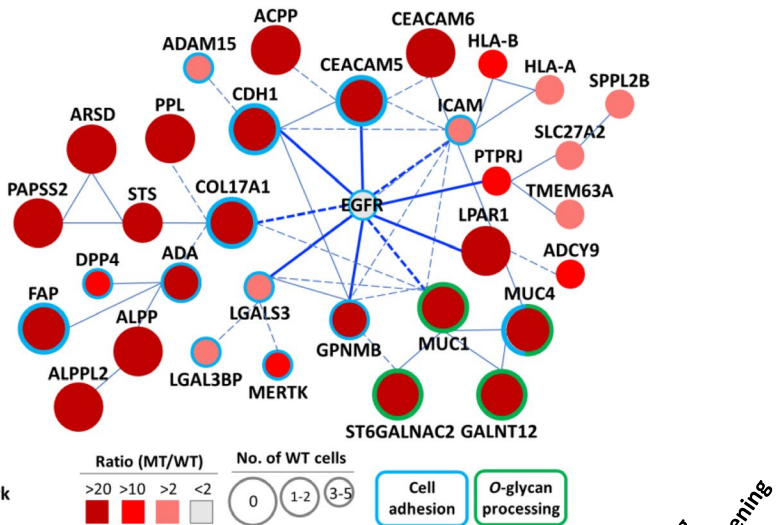 ACPP
CEACAM6
ADAM15
HLA-B
CEACAM5
HLA-A
SPPL2B
CDH1
ICAM
PPL
ARSD
SLC27A2
PTPRJ
PAPSS2
STS
COL17A1
EGFR
TMEM63A
LPAR1
DPP4
ADA
ADCY9
FAP
MUC4
ALPP
LGALS3
GPNMB
MUC1
ALPPL2
LGAL3BP
MERTK
ST6GALNAC2
GALNT12
Ratio (MT/WT)
No. of WT cells
>20 >10 >2 <2
0
1-2
3-5
Cell
adhesion
O-glycan
processing